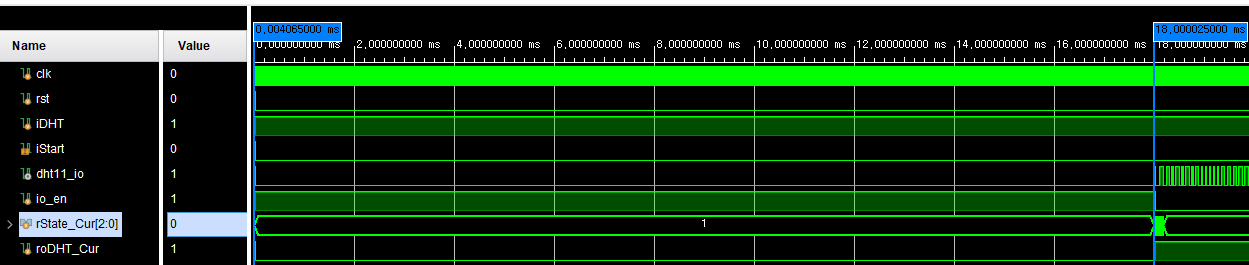 0,004065000 ms
18,000025000 ms
Name
Value
0,000000000 ms
2,000000000 ms
4,000000000 ms
6,000000000 ms
8,000000000 ms
10,000000000 ms
12,000000000 ms
14,000000000 ms
16,000000000 ms
18,000000000 ms
clk
0
rst
0
iDHT
1
iStart
0
dht11_io
1
io_en
1
rState_Cur[2:0]
0
1
roDHT_Cur
1